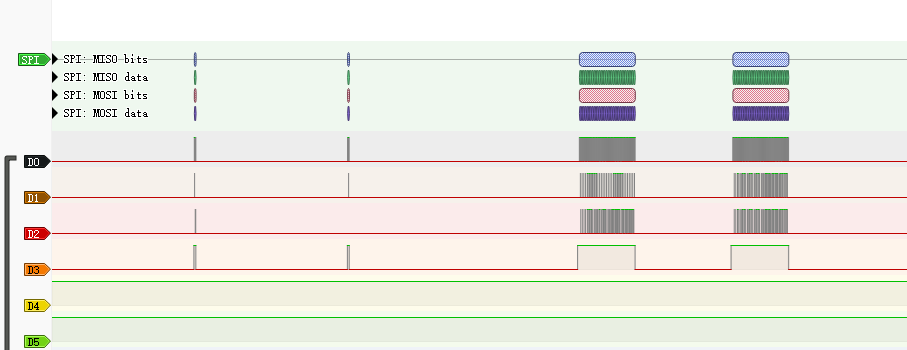 SPI
SPI: MISO bits
SPI: MISO data
SPI: MOSI bits
SPI: MOSI data
D0
D1
D2
D3
D4
D5